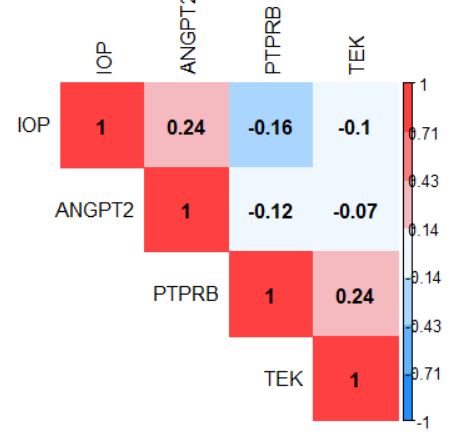 IOP ANGPT2 PTPRB TEK
IOP 1 0.24 -0.16 -0.1
ANGPT2 1 -0.12 -0.07
PTPRB 1 0.24
TEK 1
1
0.71
0.43
0.14
-0.14
-0.43
-0.71
-1